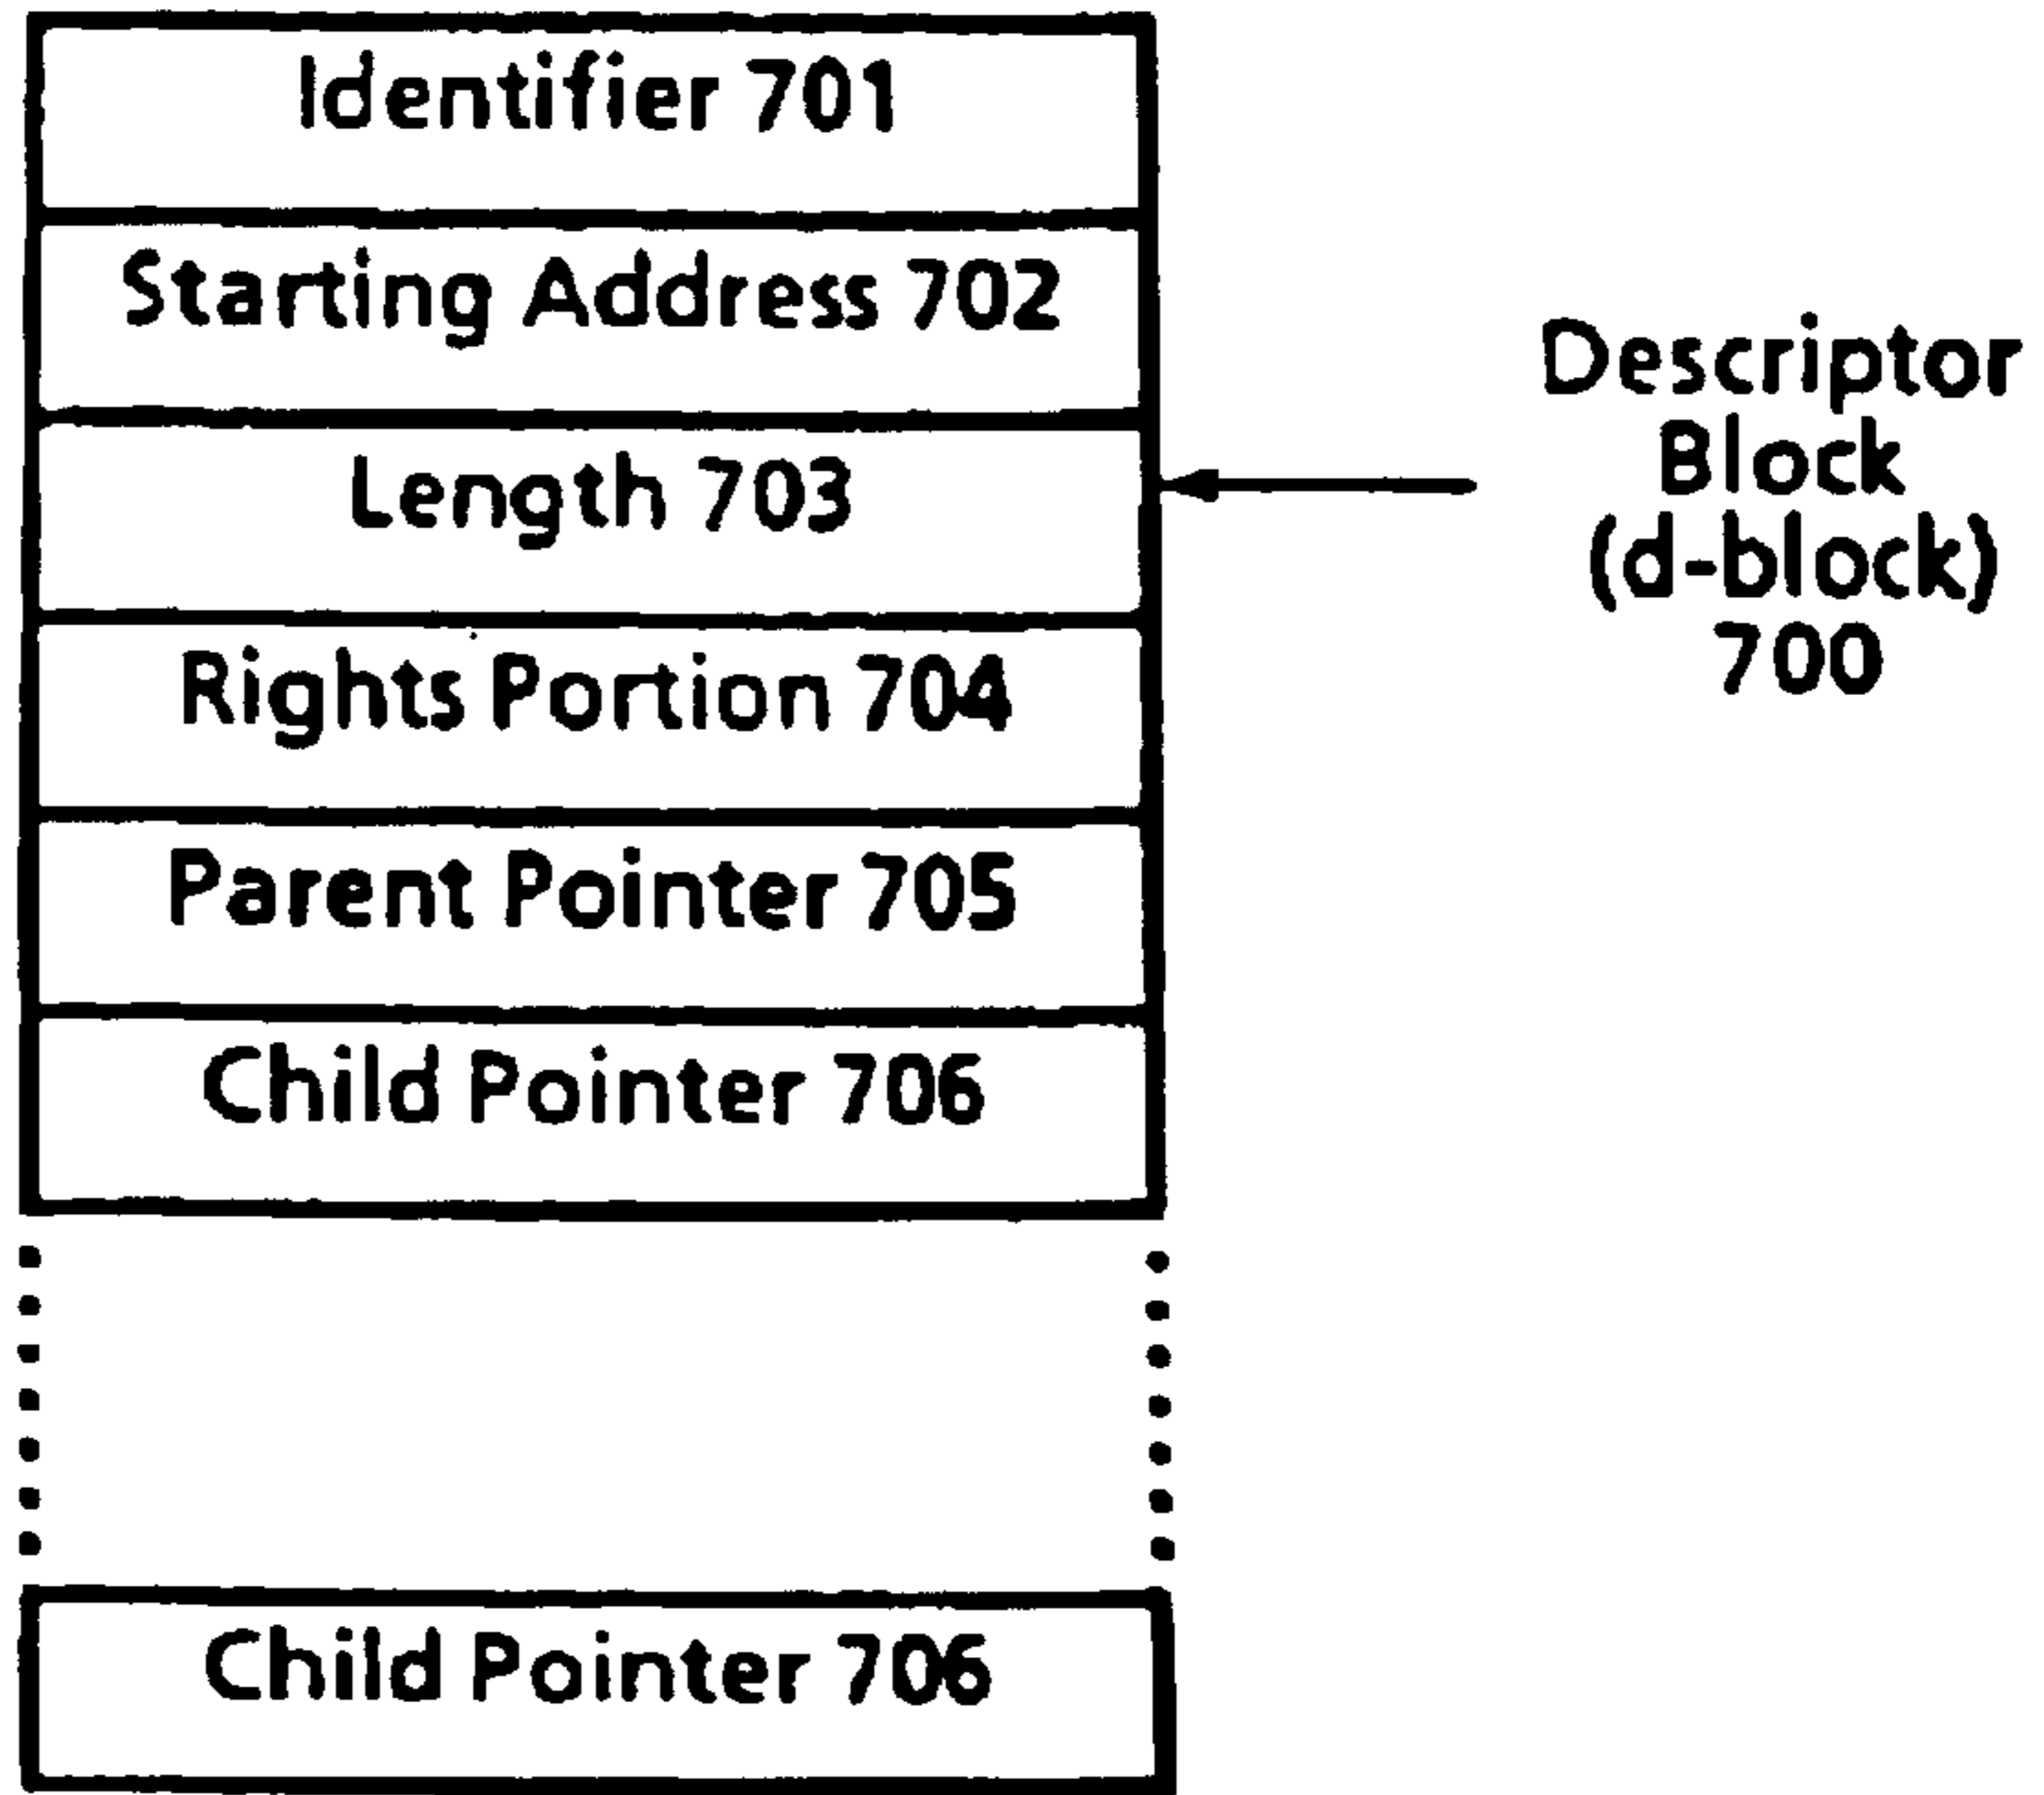 Identifier 701
Starting Address 702
Length 703
Rights Portion 704
Parent Pointer 705
Child Pointer 706
Child Pointer 706
Descriptor
Block
(d-block)
700